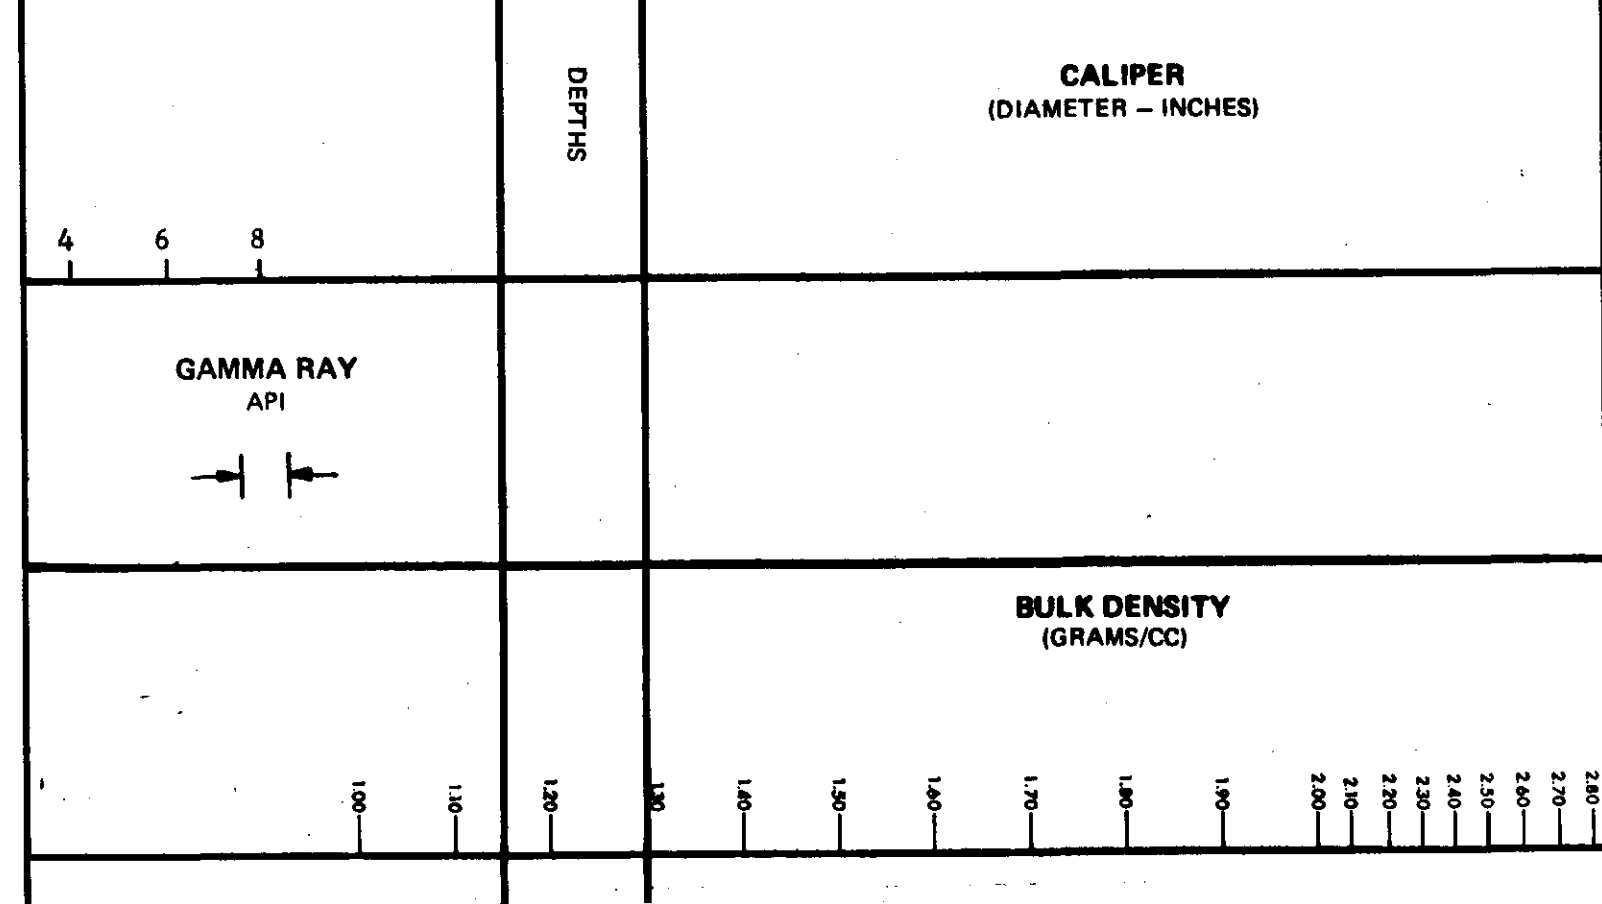 DEPTHS
CALIPER
(DIAMETER – INCHES)
4 6 8
GAMMA RAY
API
BULK DENSITY
(GRAMS/CC)
1.00 1.10 1.20 1.30 1.40 1.50 1.60 1.70 1.80 1.90 2.00 2.10 2.20 2.30 2.40 2.50 2.60 2.70 2.80